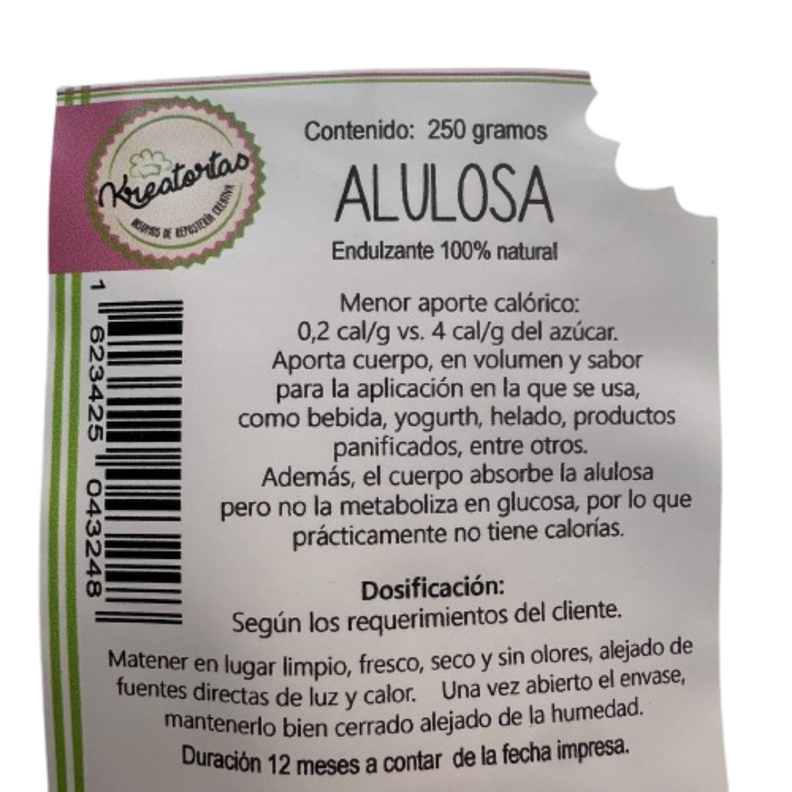 Kreatortas
INSUMOS DE REPOSTERÍA CREATIVA
Contenido: 250 gramos
ALULOSA
Endulzante 100% natural
1 623425 043248
Menor aporte calórico:
0,2 cal/g vs. 4 cal/g del azúcar.
Aporta cuerpo, en volumen y sabor
para la aplicación en la que se usa,
como bebida, yogurth, helado, productos
panificados, entre otros.
Además, el cuerpo absorbe la alulosa
pero no la metaboliza en glucosa, por lo que
prácticamente no tiene calorías.
Dosificación:
Según los requerimientos del cliente.
Matener en lugar limpio, fresco, seco y sin olores, alejado de
fuentes directas de luz y calor. Una vez abierto el envase,
mantenerlo bien cerrado alejado de la humedad.
Duración 12 meses a contar de la fecha impresa.